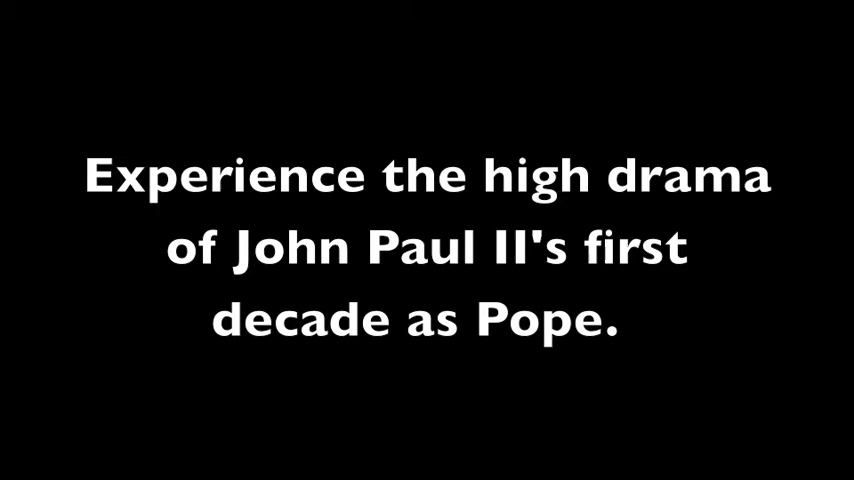 Experience the high drama
of John Paul II's first
decade as Pope.